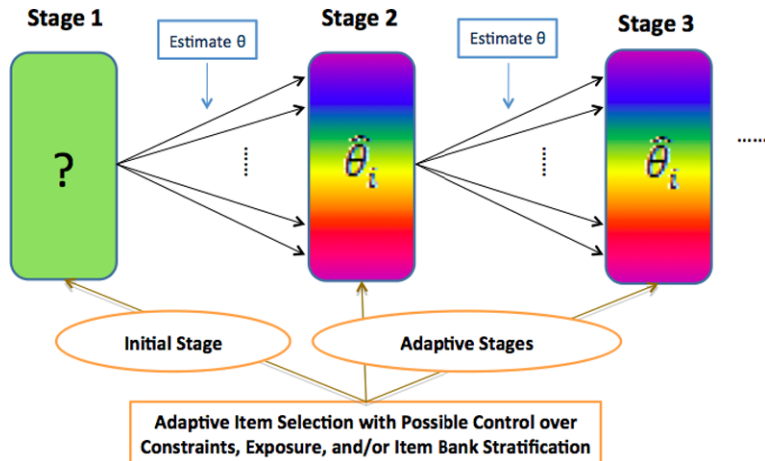 Stage 1
Stage 2
Stage 3
Estimate θ
Estimate θ
?
......
θ̂i
......
θ̂i
......
Initial Stage
Adaptive Stages
Adaptive Item Selection with Possible Control over
Constraints, Exposure, and/or Item Bank Stratification